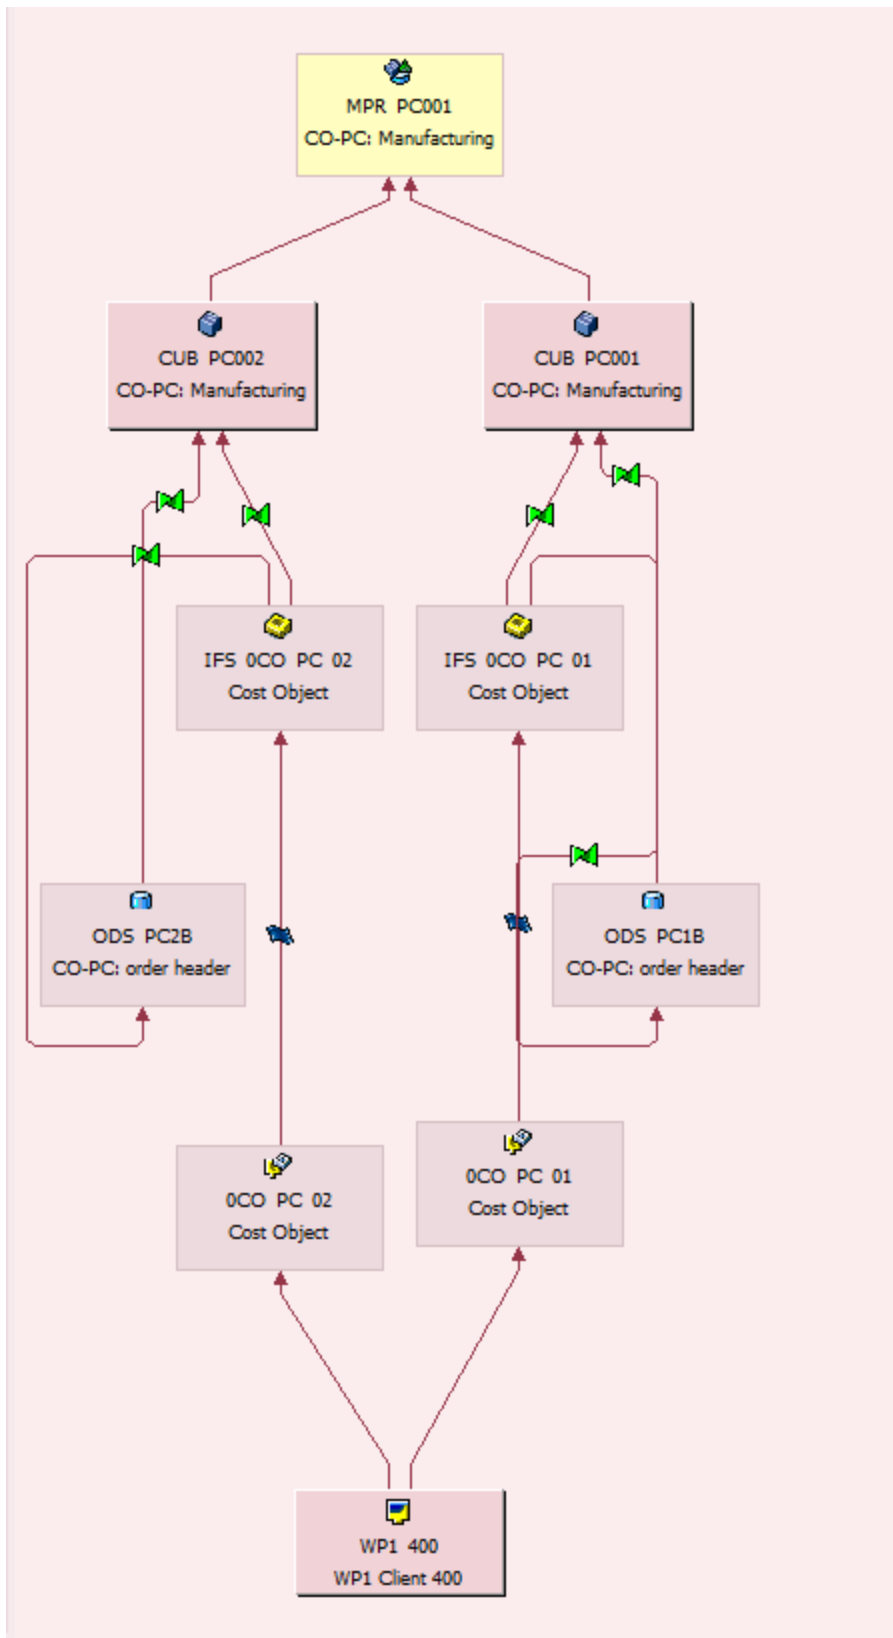 MPR PC001
CO-PC: Manufacturing
CUB PC002
CO-PC: Manufacturing
CUB PC001
CO-PC: Manufacturing
IFS 0CO PC 02
Cost Object
IFS 0CO PC 01
Cost Object
ODS PC2B
CO-PC: order header
ODS PC1B
CO-PC: order header
0CO PC 02
Cost Object
0CO PC 01
Cost Object
WP1 400
WP1 Client 400